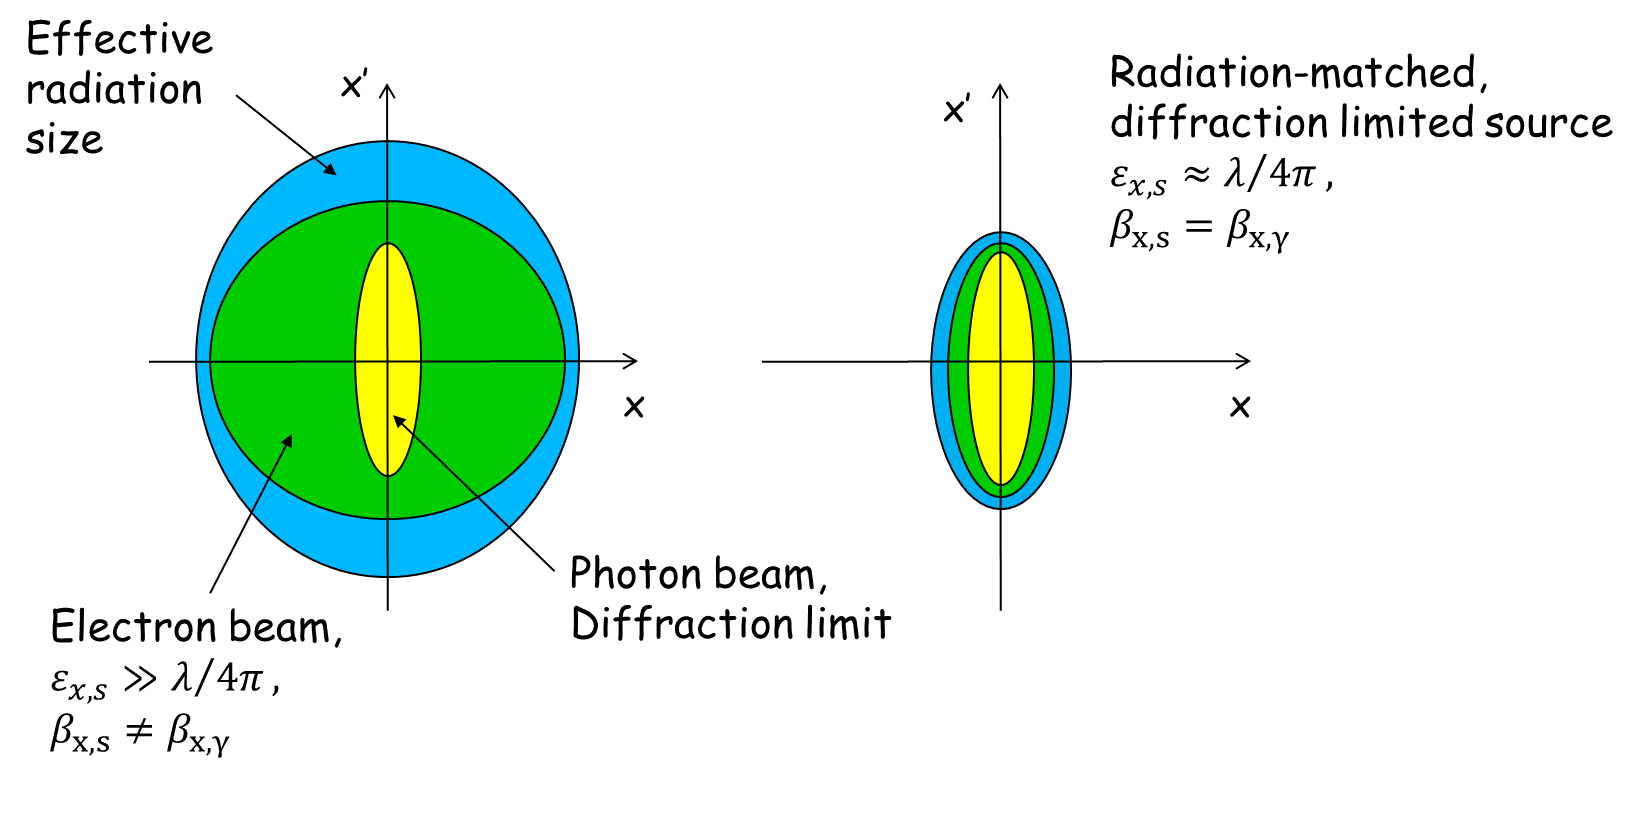 Effective
radiation
size
x'
x
Electron beam,
𝜀ₓ,ₛ ≫ λ/4π ,
βx,s ≠ βx,γ
Photon beam,
Diffraction limit
x'
x
Radiation-matched,
diffraction limited source
𝜀ₓ,ₛ ≈ λ/4π ,
βx,s = βx,γ